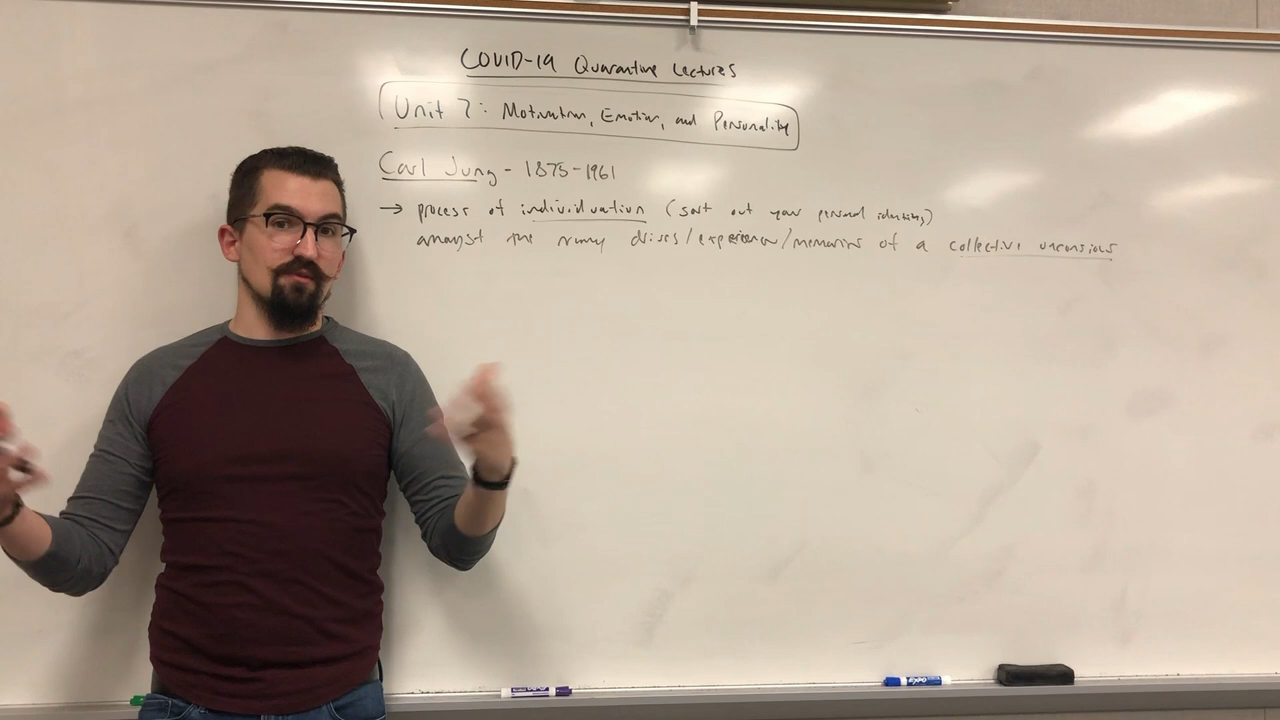 COVID-19 Quarantine Lectures
Unit 7: Motivation, Emotion, and Personality
Carl Jung - 1875-1961
→ process of individuation (sort out your personal identity)
amongst the many drives/experiences/memories of a collective unconscious
EXPO